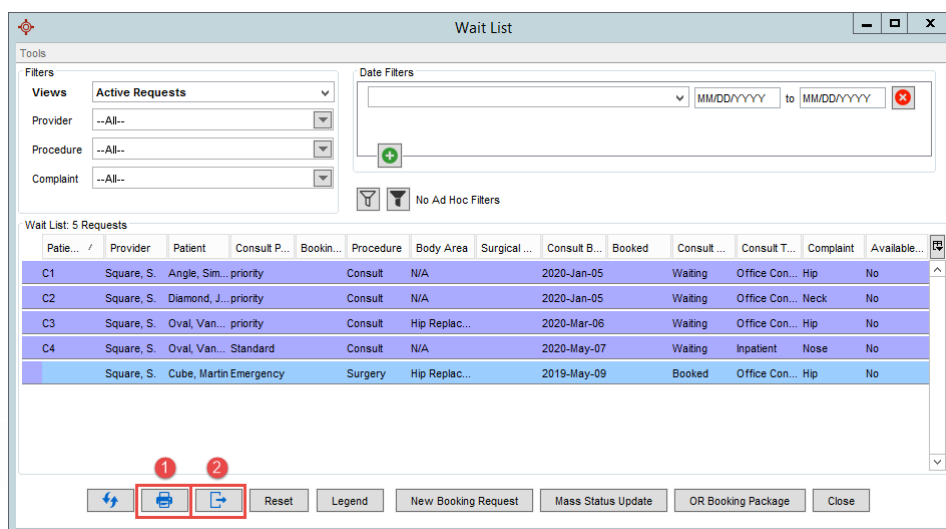 Wait List
Tools
Filters
Views Active Requests
Provider --All--
Procedure --All--
Complaint --All--
Date Filters
MM/DD/YYYY to MM/DD/YYYY
No Ad Hoc Filters
Wait List: 5 Requests
Patie... Provider Patient Consult P... Bookin... Procedure Body Area Surgical ... Consult B... Booked Consult ... Consult T... Complaint Available...
C1 Square, S. Angle, Sim... priority Consult N/A 2020-Jan-05 Waiting Office Con... Hip No
C2 Square, S. Diamond, J... priority Consult N/A 2020-Jan-05 Waiting Office Con... Neck No
C3 Square, S. Oval, Van... priority Consult Hip Replac... 2020-Mar-06 Waiting Office Con... Hip No
C4 Square, S. Oval, Van... Standard Consult N/A 2020-May-07 Waiting Inpatient Nose No
Square, S. Cube, Martin Emergency Surgery Hip Replac... 2019-May-09 Booked Office Con... Hip No
1 2
Reset Legend New Booking Request Mass Status Update OR Booking Package Close